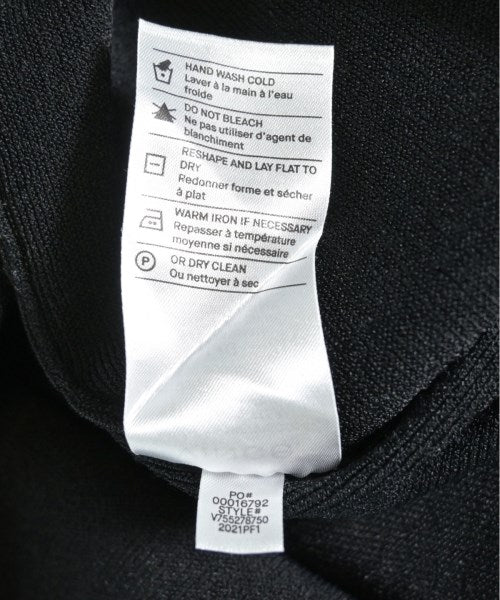 HAND WASH COLD
Laver à la main à l'eau
froide
DO NOT BLEACH
Ne pas utiliser d'agent de
blanchiment
RESHAPE AND LAY FLAT TO
DRY
Redonner forme et sécher
à plat
WARM IRON IF NECESSARY
Repasser à température
moyenne si nécessaire
P
OR DRY CLEAN
Ou nettoyer à sec
PO#
00016792
STYLE#
V755278750
2021PF1